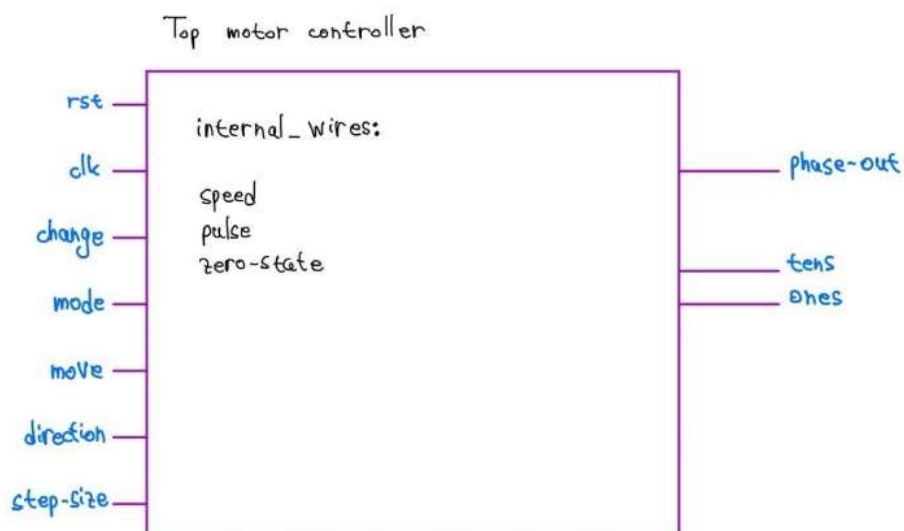 Top motor controller
rst
clk
change
mode
move
direction
step-size
internal_wires:
speed
pulse
zero-state
phase-out
tens
ones